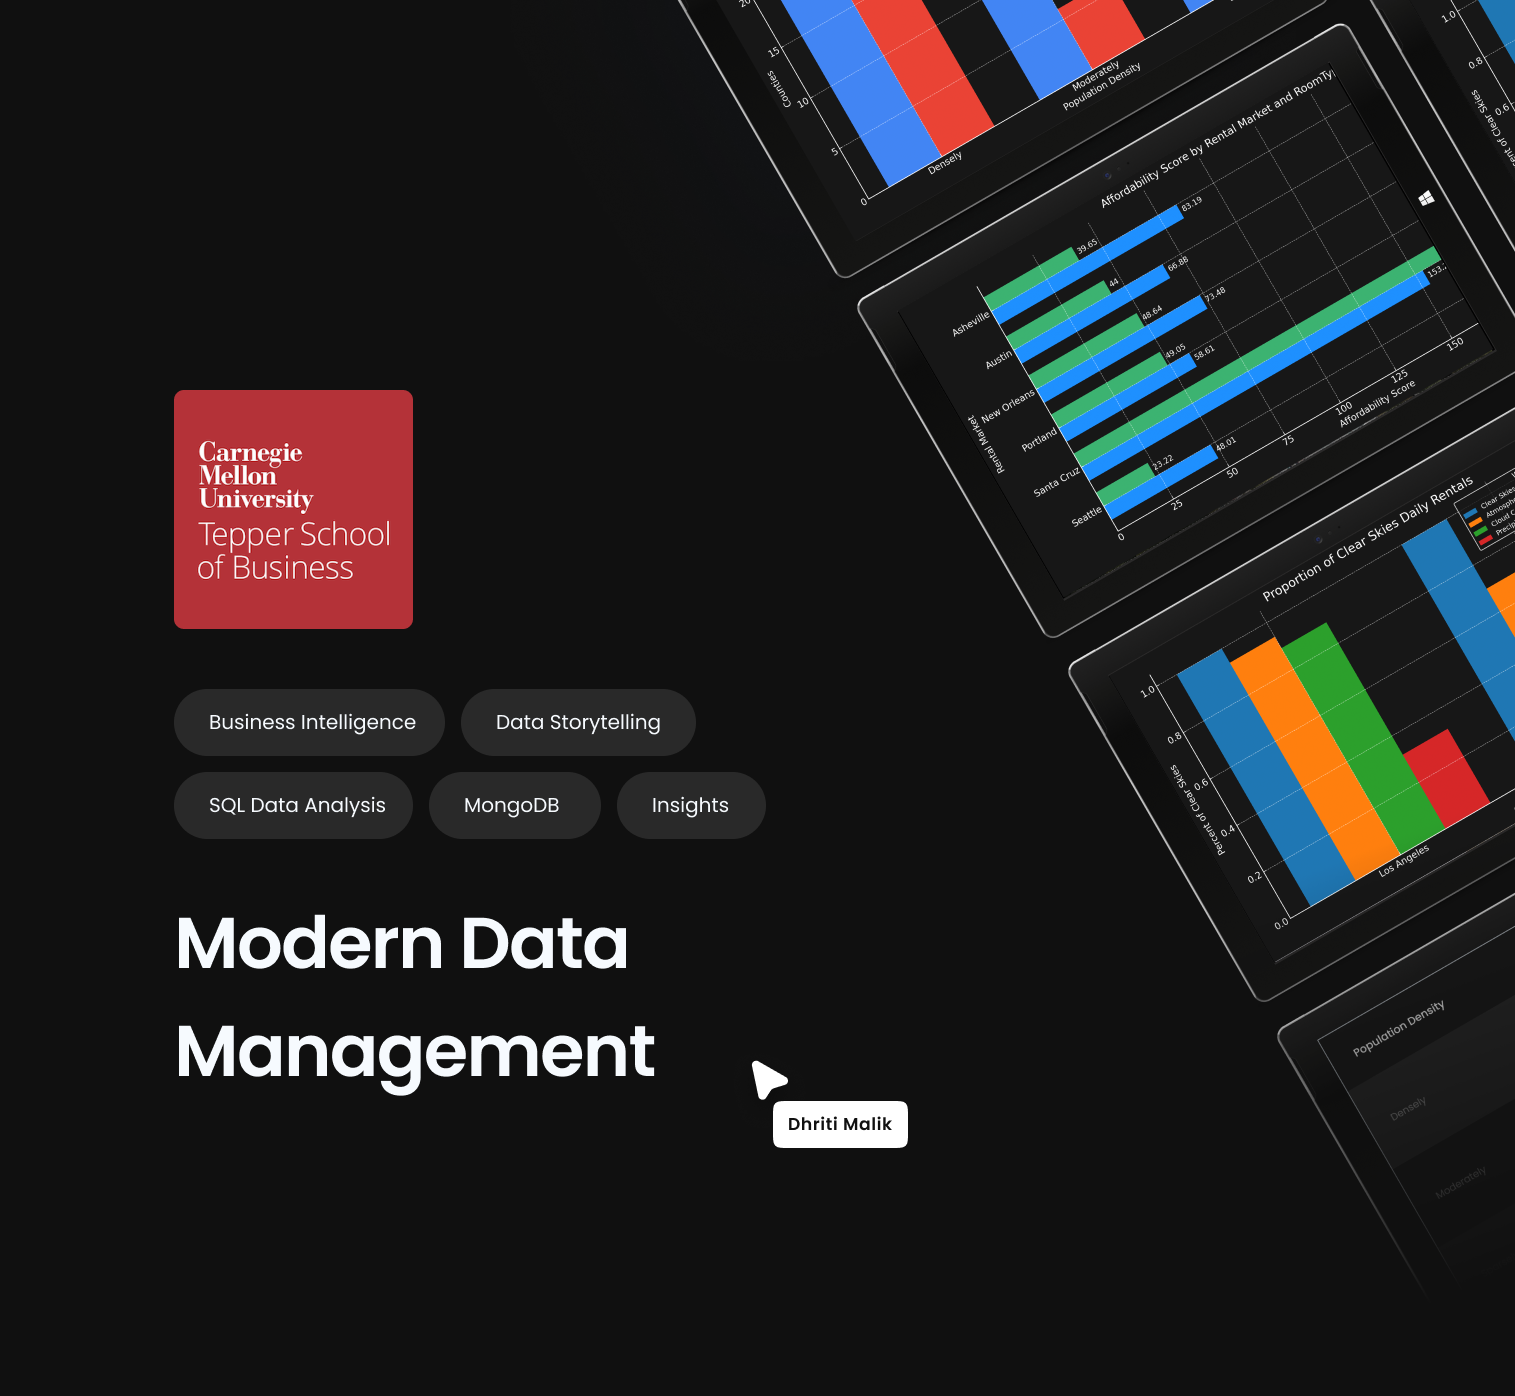 Carnegie
Mellon
University
Tepper School
of Business
Business Intelligence
Data Storytelling
SQL Data Analysis
MongoDB
Insights
Modern Data
Management
Dhriti Malik
20
15
10
5
0
Counties
Densely
Moderately
Population Density
Affordability Score by Rental Market and RoomTy
Rental Market
Asheville
Austin
New Orleans
Portland
Santa Cruz
Seattle
39.65
83.19
44
66.88
48.64
73.48
49.05
58.61
153.
23.22
48.01
0
25
50
75
100
125
150
Affordability Score
1.0
0.8
0.6
of Clear Skies
Proportion of Clear Skies Daily Rentals
Clear Skies
Cloud
1.0
0.8
0.6
0.4
0.2
0.0
Percent of Clear Skies
Los Angeles
Population Density
Densely
Moderately